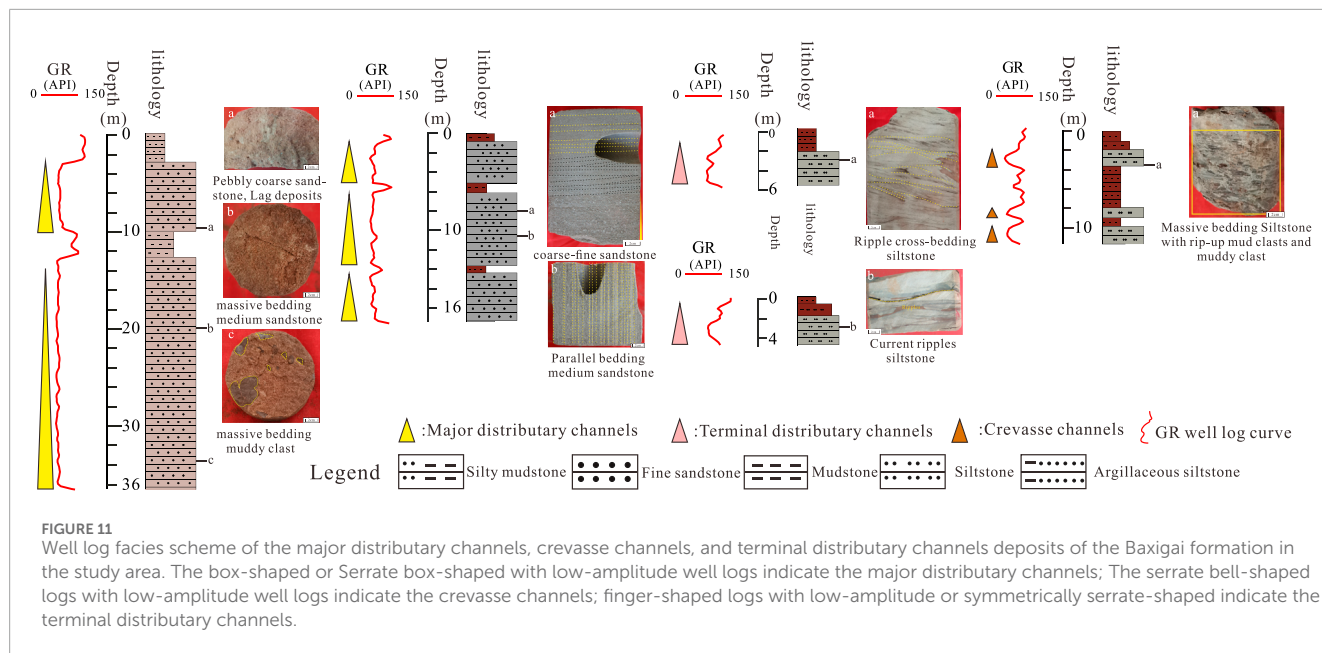 GR
(API)
0 150
Depth
(m)
lithology
0
10
20
30
36
a
b
c
a
Pebbly coarse sand-
stone, Lag deposits
b
massive bedding
medium sandstone
c
massive bedding
muddy clast
GR
(API)
0 150
Depth
(m)
lithology
0
10
16
a
b
a
coarse-fine sandstone
b
Parallel bedding
medium sandstone
GR
(API)
0 150
Depth
(m)
lithology
0
6
a
a
Ripple cross-bedding
siltstone
GR
(API)
0 150
Depth
lithology
0
4
b
b
Current ripples
siltstone
GR
(API)
0 150
Depth
(m)
lithology
0
10
a
a
Massive bedding Siltstone
with rip-up mud clasts and
muddy clast
:Major distributary channels
:Terminal distributary channels
:Crevasse channels
GR well log curve
Legend
Silty mudstone
Fine sandstone
Mudstone
Siltstone
Argillaceous siltstone
FIGURE 11
Well log facies scheme of the major distributary channels, crevasse channels, and terminal distributary channels deposits of the Baxigai formation in
the study area. The box-shaped or Serrate box-shaped with low-amplitude well logs indicate the major distributary channels; The serrate bell-shaped
logs with low-amplitude well logs indicate the crevasse channels; finger-shaped logs with low-amplitude or symmetrically serrate-shaped indicate the
terminal distributary channels.